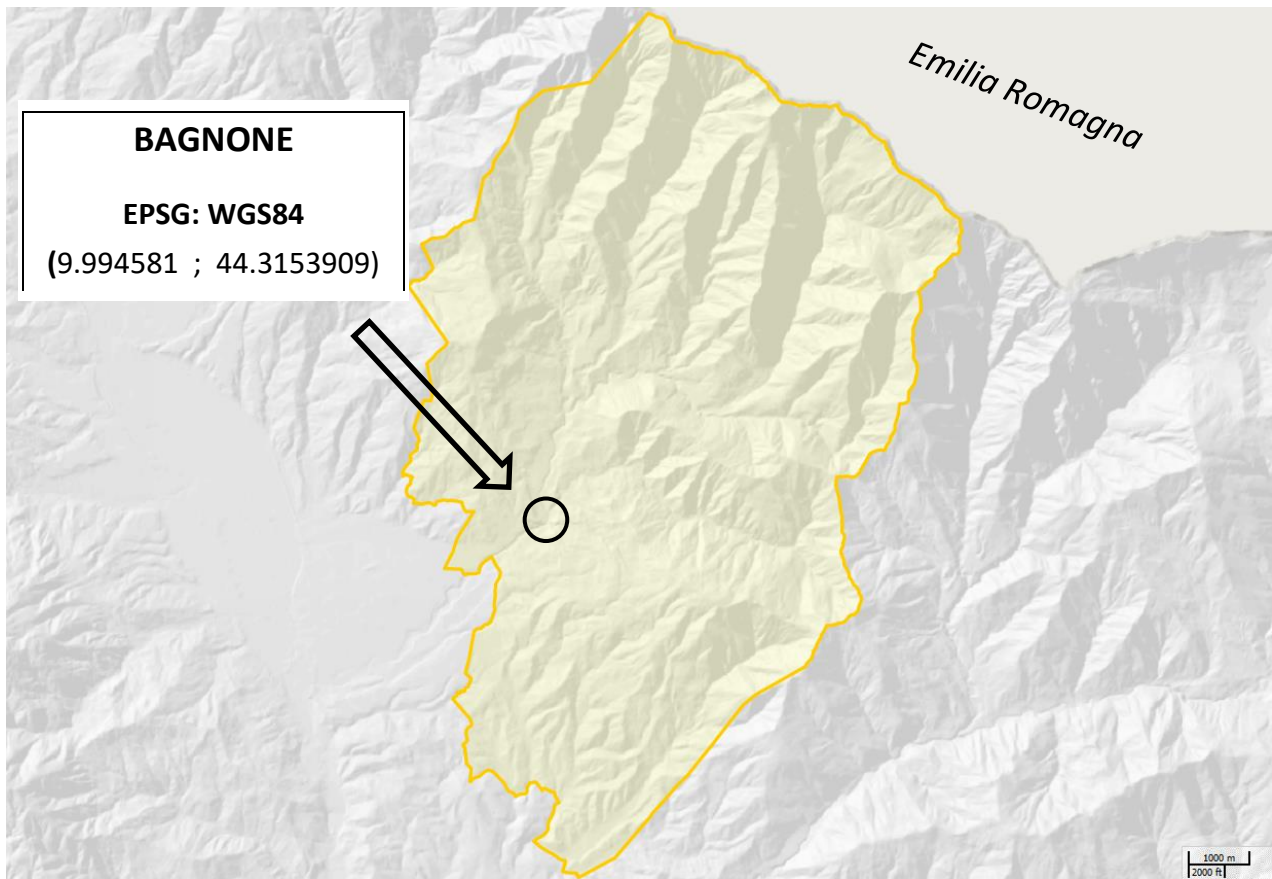 Emilia Romagna
BAGNONE
EPSG: WGS84
(9.994581 ; 44.3153909)
1000 m
2000 ft